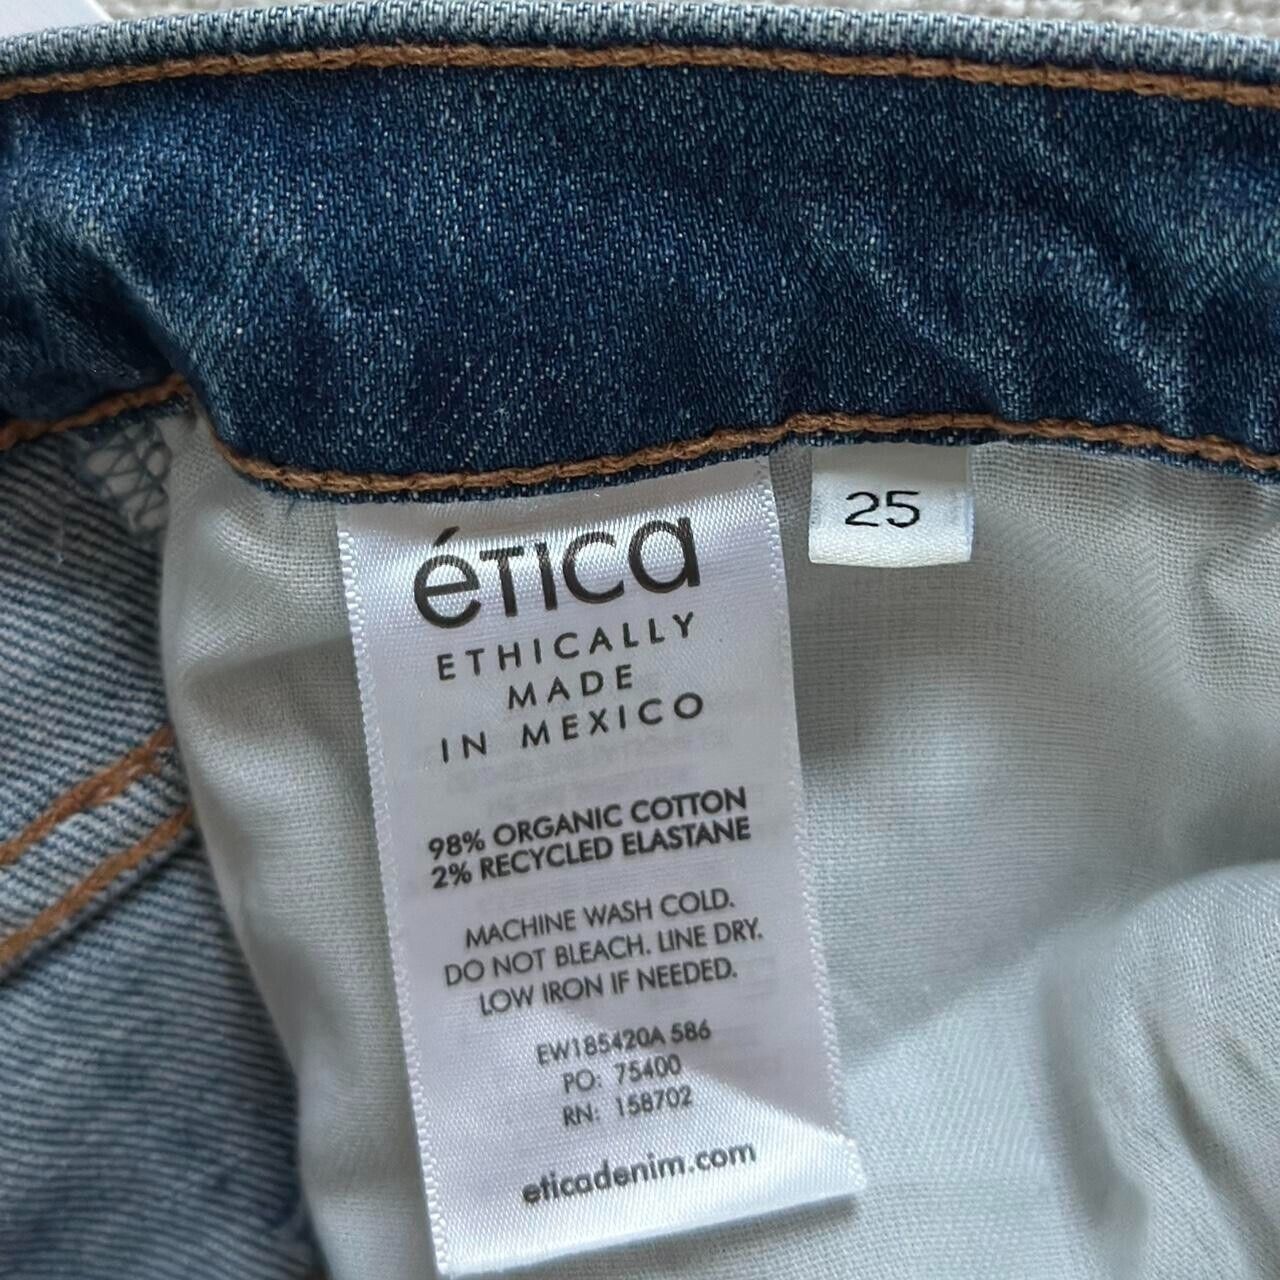 éTICa
ETHICALLY
MADE
IN MEXICO
98% ORGANIC COTTON
2% RECYCLED ELASTANE
MACHINE WASH COLD.
DO NOT BLEACH. LINE DRY.
LOW IRON IF NEEDED.
EW185420A 586
PO: 75400
RN: 158702
eticadenim.com
25